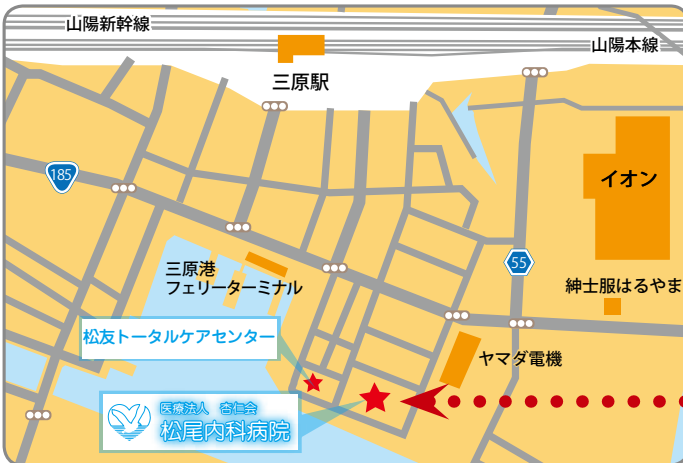 山陽新幹線
山陽本線
三原駅
185
イオン
三原港
フェリーターミナル
55
紳士服はるやま
松友トータルケアセンター
ヤマダ電機
医療法人 杏仁会
松尾内科病院